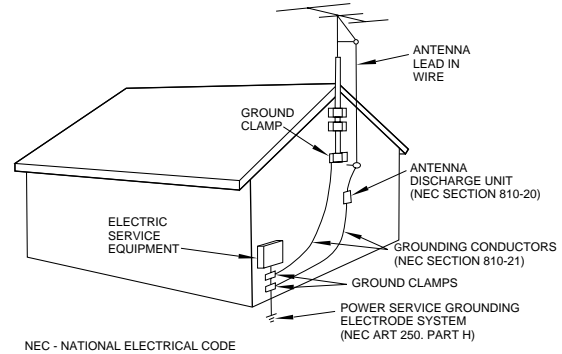 ANTENNA
LEAD IN
WIRE
GROUND
CLAMP
ANTENNA
DISCHARGE UNIT
(NEC SECTION 810-20)
ELECTRIC
SERVICE
EQUIPMENT
GROUNDING CONDUCTORS
(NEC SECTION 810-21)
GROUND CLAMPS
POWER SERVICE GROUNDING
ELECTRODE SYSTEM
(NEC ART 250. PART H)
NEC - NATIONAL ELECTRICAL CODE